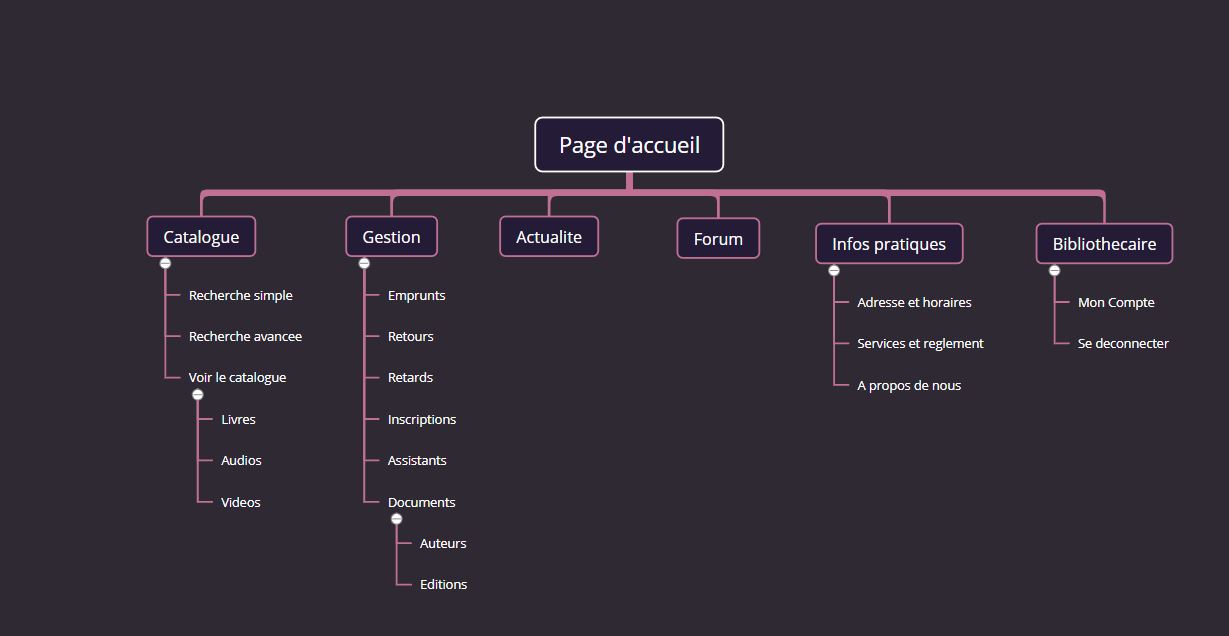 Page d'accueil
Catalogue
Recherche simple
Recherche avancee
Voir le catalogue
Livres
Audios
Videos
Gestion
Emprunts
Retours
Retards
Inscriptions
Assistants
Documents
Auteurs
Editions
Actualite
Forum
Infos pratiques
Adresse et horaires
Services et reglement
A propos de nous
Bibliothecaire
Mon Compte
Se deconnecter